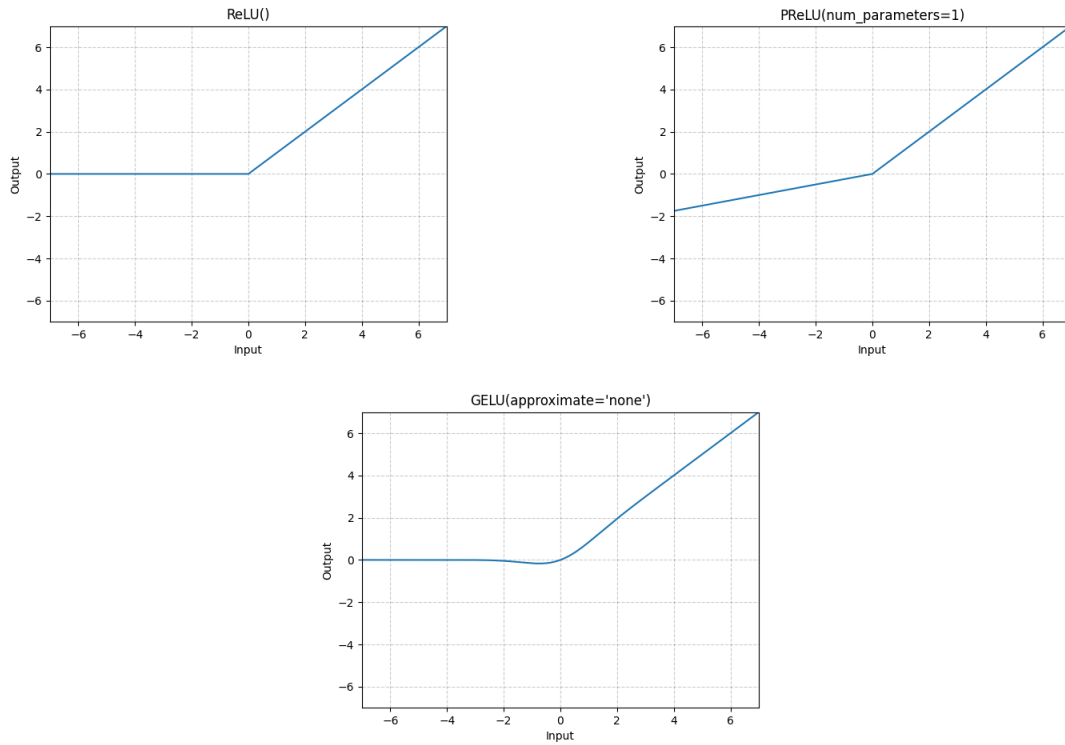 ReLU()
6
4
2
0
−2
−4
−6
Output
−6 −4 −2 0 2 4 6
Input
PReLU(num_parameters=1)
6
4
2
0
−2
−4
−6
Output
−6 −4 −2 0 2 4 6
Input
GELU(approximate='none')
6
4
2
0
−2
−4
−6
Output
−6 −4 −2 0 2 4 6
Input